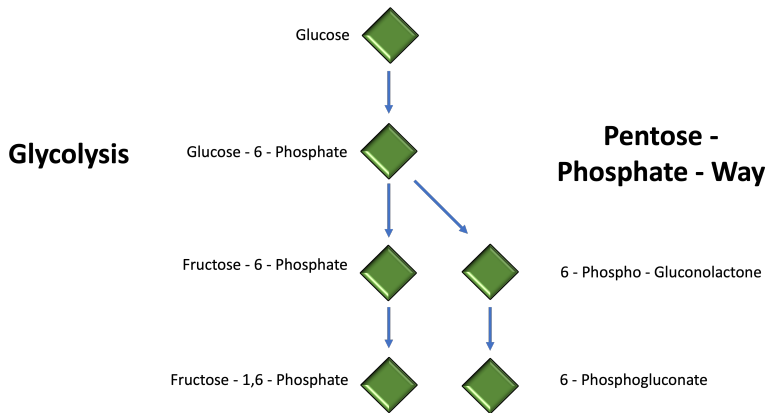 Glucose
Glycolysis
Glucose - 6 - Phosphate
Pentose -
Phosphate - Way
Fructose - 6 - Phosphate
6 - Phospho - Gluconolactone
Fructose - 1,6 - Phosphate
6 - Phosphogluconate